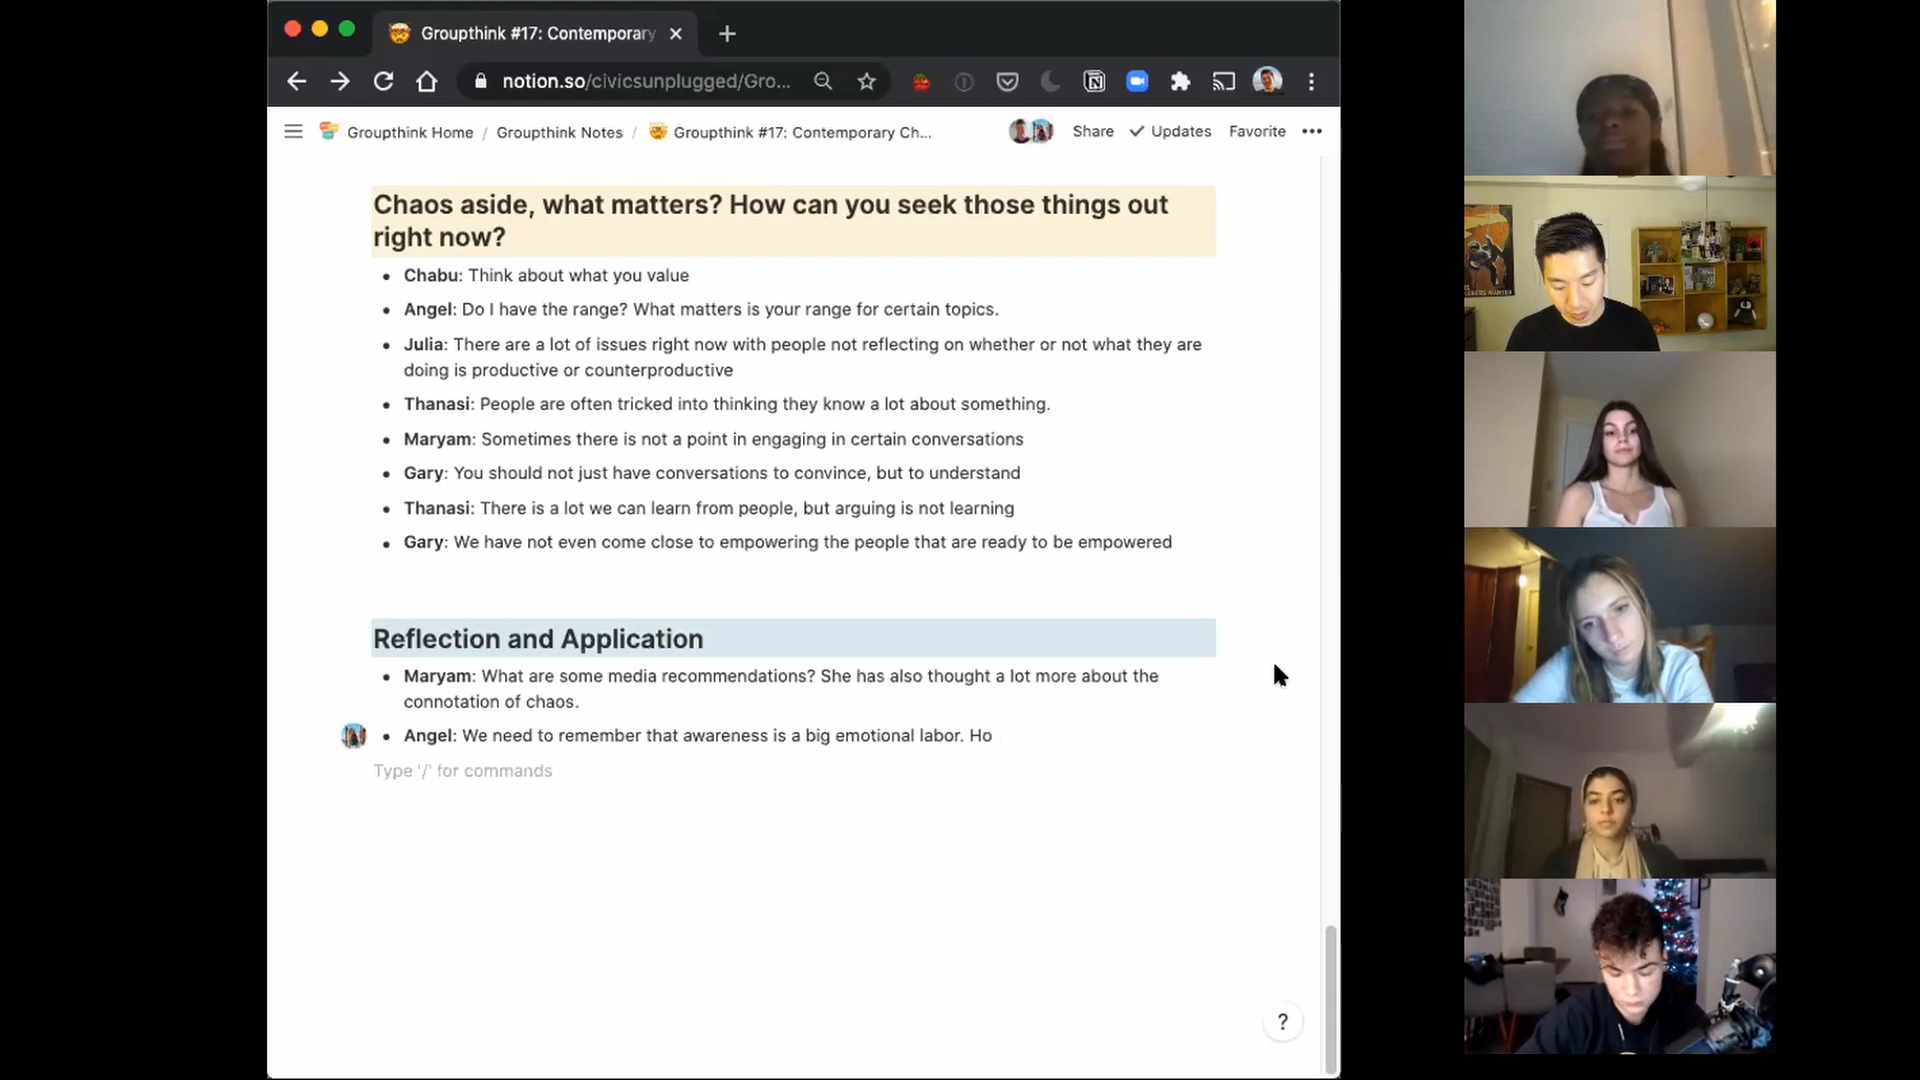 Groupthink #17: Contemporary
notion.so/civicsunplugged/Gro...
Groupthink Home / Groupthink Notes / Groupthink #17: Contemporary Ch...
Share Updates Favorite
Chaos aside, what matters? How can you seek those things out
right now?
Chabu: Think about what you value
Angel: Do I have the range? What matters is your range for certain topics.
Julia: There are a lot of issues right now with people not reflecting on whether or not what they are
doing is productive or counterproductive
Thanasi: People are often tricked into thinking they know a lot about something.
Maryam: Sometimes there is not a point in engaging in certain conversations
Gary: You should not just have conversations to convince, but to understand
Thanasi: There is a lot we can learn from people, but arguing is not learning
Gary: We have not even come close to empowering the people that are ready to be empowered
Reflection and Application
Maryam: What are some media recommendations? She has also thought a lot more about the
connotation of chaos.
Angel: We need to remember that awareness is a big emotional labor. Ho
Type '/' for commands
?